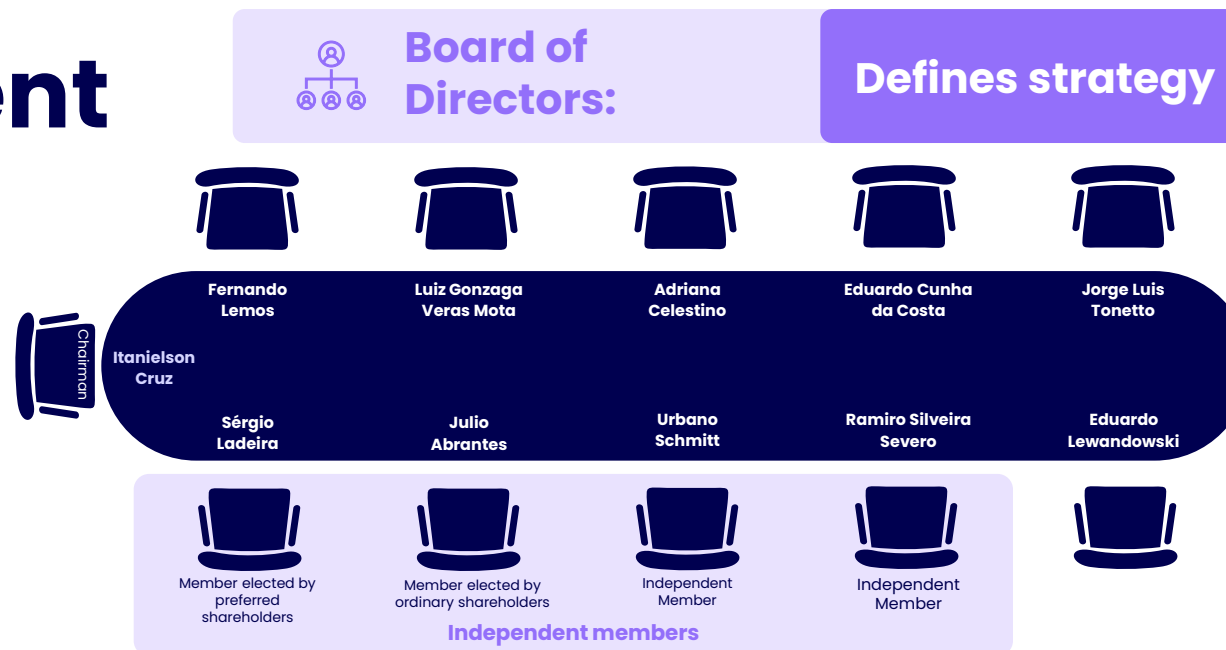 ent
Board of
Directors:
Defines strategy
Fernando
Lemos
Luiz Gonzaga
Veras Mota
Adriana
Celestino
Eduardo Cunha
da Costa
Jorge Luis
Tonetto
Chairman
Itanielson
Cruz
Sérgio
Ladeira
Julio
Abrantes
Urbano
Schmitt
Ramiro Silveira
Severo
Eduardo
Lewandowski
Member elected by
preferred
shareholders
Member elected by
ordinary shareholders
Independent
Member
Independent
Member
Independent members